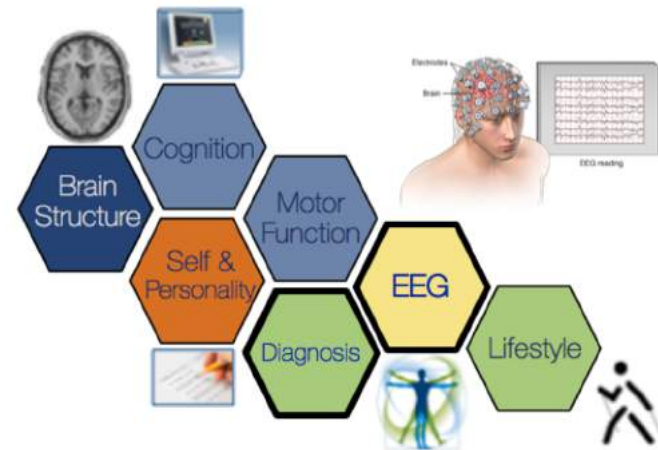 Electrodes
Brain
EEG reading
Cognition
Brain
Structure
Motor
Function
Self &
Personality
EEG
Diagnosis
Lifestyle